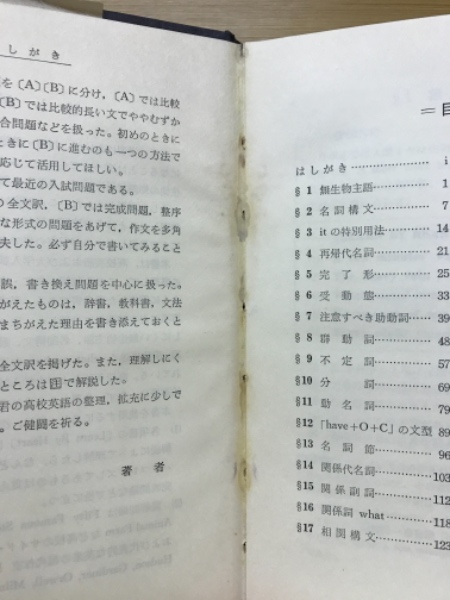 しがき
を〔A〕〔B〕に分け，〔A〕では比較
〔B〕では比較的長い文でややむずか
合問題などを扱った。初めのときに
ときに〔B〕に進むのも一つの方法で
応じて活用してほしい。
て最近の入試問題である。
の全文訳，〔B〕では完成問題，整序
な形式の問題をあげて，作文を多角
夫した。必ず自分で書いてみること
誤，書き換え問題を中心に扱った。
がえたものは，辞書，教科書，文法
まちがえた理由を書き添えておくと
全文訳を掲げた。また，理解しにく
ところは 注 で解説した。
君の高校英語の整理，拡充に少しで
。ご健闘を祈る。
著者
＝目
はしがき……………… i
§1 無生物主語……………… 1
§2 名詞構文……………… 7
§3 itの特別用法……………… 14
§4 再帰代名詞……………… 21
§5 完了形……………… 25
§6 受動態……………… 33
§7 注意すべき助動詞……… 39
§8 群動詞……………… 48
§9 不定詞……………… 57
§10 分詞……………… 69
§11 動名詞……………… 79
§12 「have＋O＋C」の文型 89
§13 名詞節……………… 96
§14 関係代名詞……………… 103
§15 関係副詞……………… 112
§16 関係詞 what……………… 118
§17 相関構文……………… 123